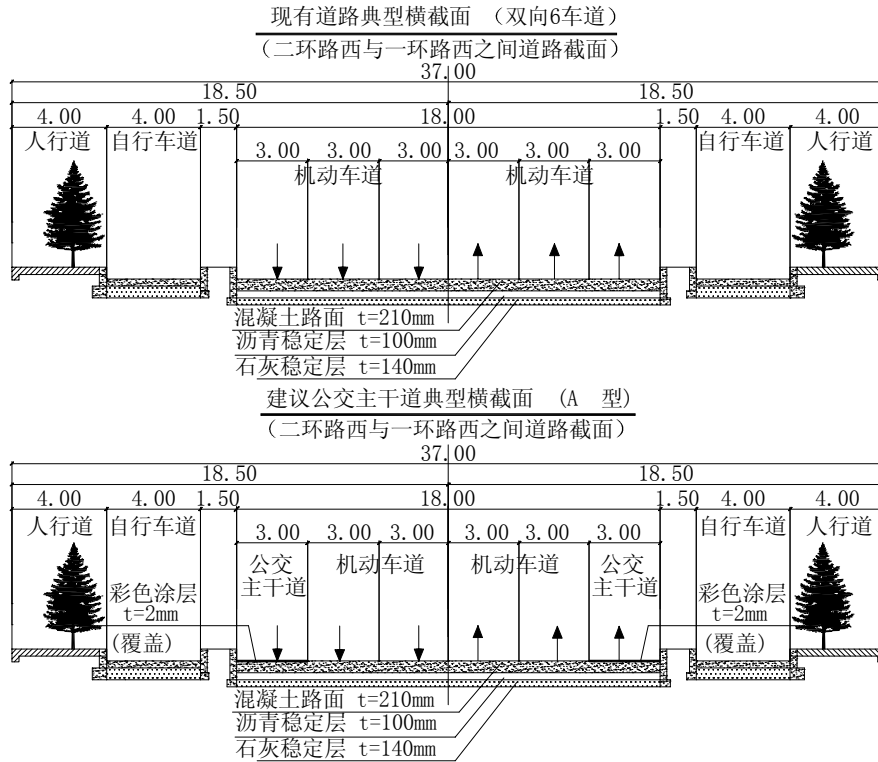 现有道路典型横截面 （双向6车道）
（二环路西与一环路西之间道路截面）
37.00
18.50 18.50
4.00 4.00 1.50 18.00 1.50 4.00 4.00
人行道 自行车道 自行车道 人行道
3.00 3.00 3.00 3.00 3.00 3.00
机动车道 机动车道
混凝土路面 t=210mm
沥青稳定层 t=100mm
石灰稳定层 t=140mm
建议公交主干道典型横截面 (A 型)
（二环路西与一环路西之间道路截面）
37.00
18.50 18.50
4.00 4.00 1.50 18.00 1.50 4.00 4.00
人行道 自行车道 自行车道 人行道
3.00 3.00 3.00 3.00 3.00 3.00
公交 机动车道 机动车道 公交
主干道 主干道
彩色涂层 彩色涂层
t=2mm t=2mm
(覆盖) (覆盖)
混凝土路面 t=210mm
沥青稳定层 t=100mm
石灰稳定层 t=140mm